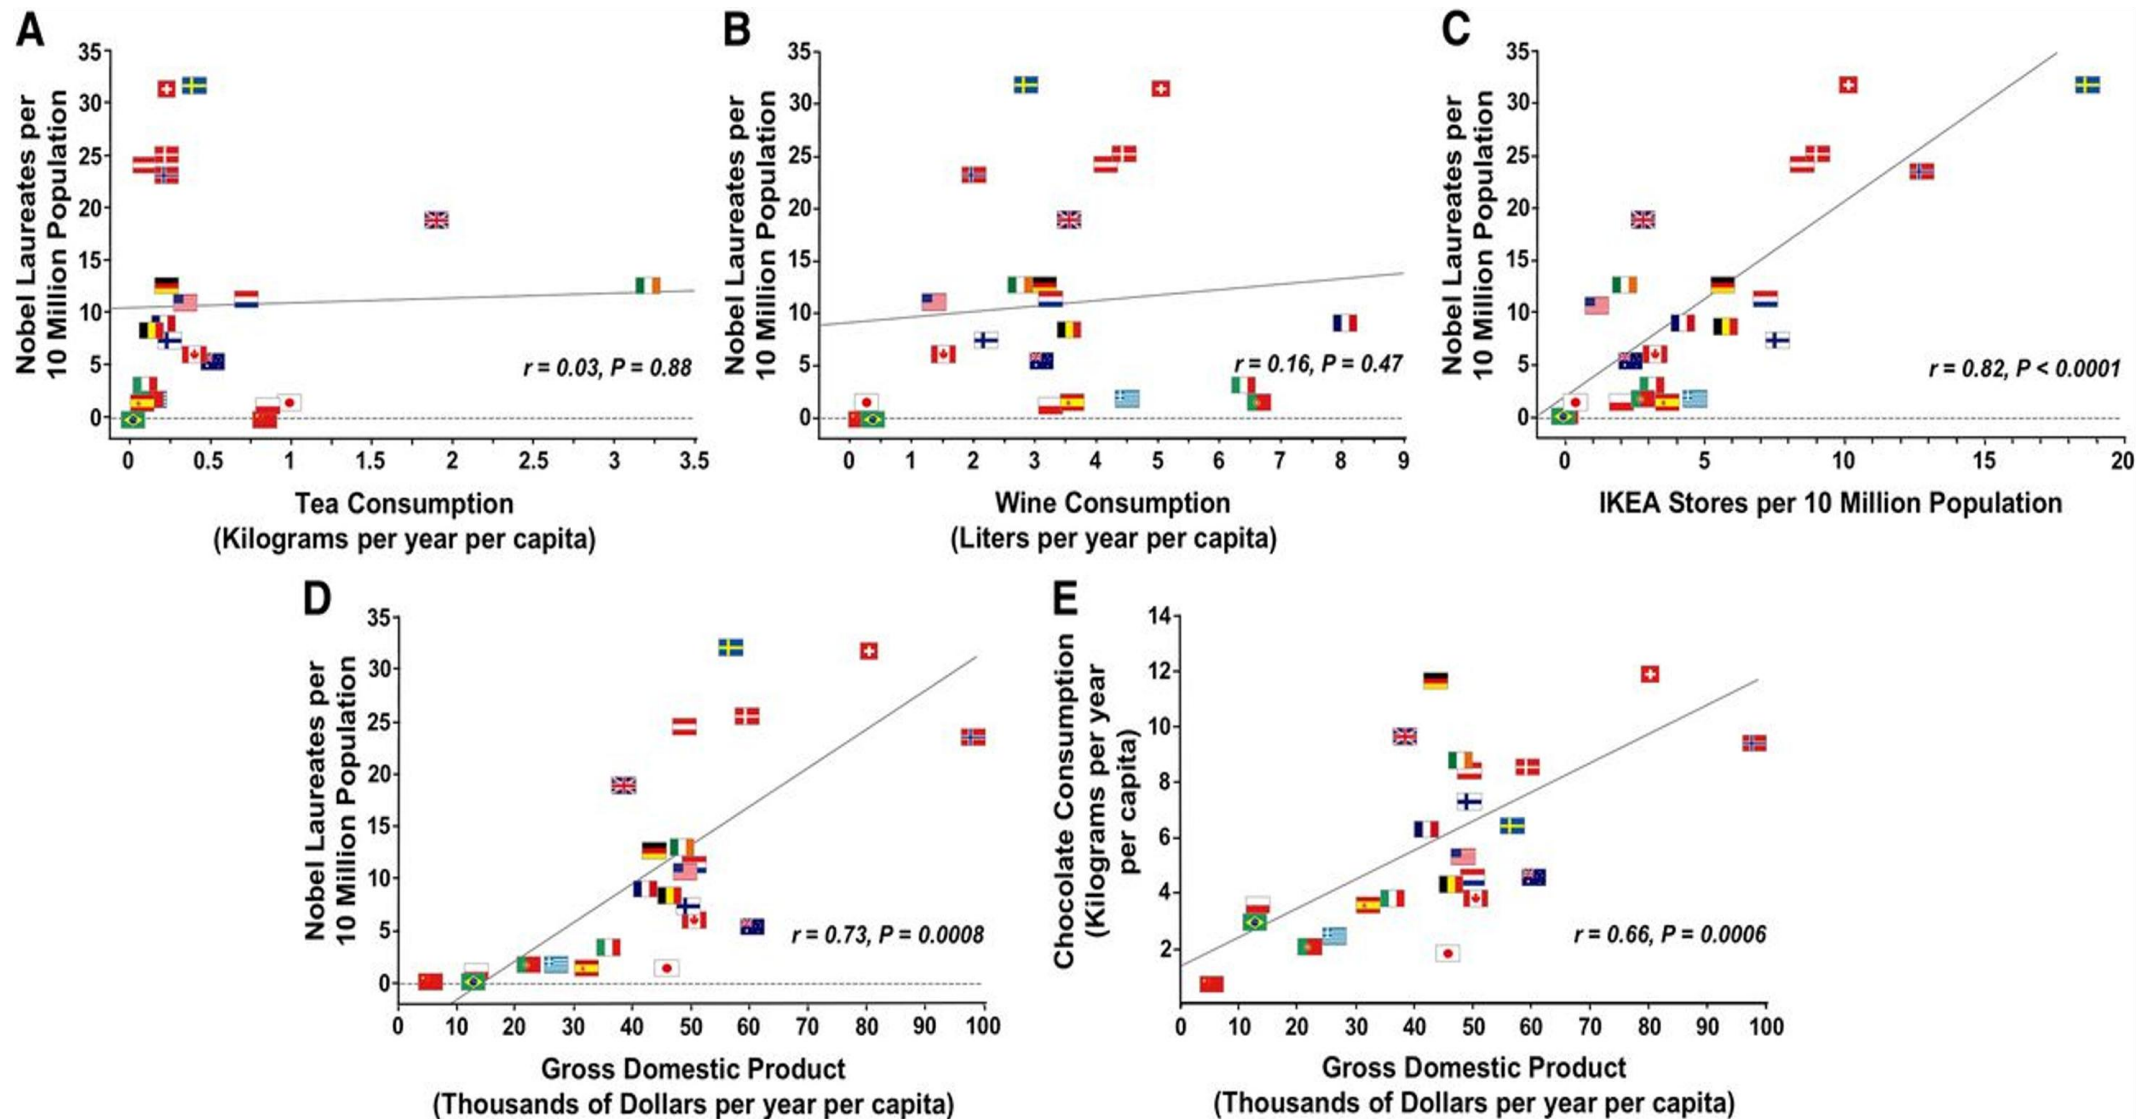 A
Nobel Laureates per
10 Million Population
35
30
25
20
15
10
5
0
r = 0.03, P = 0.88
0 0.5 1 1.5 2 2.5 3 3.5
Tea Consumption
(Kilograms per year per capita)
B
Nobel Laureates per
10 Million Population
35
30
25
20
15
10
5
0
r = 0.16, P = 0.47
0 1 2 3 4 5 6 7 8 9
Wine Consumption
(Liters per year per capita)
C
Nobel Laureates per
10 Million Population
35
30
25
20
15
10
5
0
r = 0.82, P < 0.0001
0 5 10 15 20
IKEA Stores per 10 Million Population
D
Nobel Laureates per
10 Million Population
35
30
25
20
15
10
5
0
r = 0.73, P = 0.0008
0 10 20 30 40 50 60 70 80 90 100
Gross Domestic Product
(Thousands of Dollars per year per capita)
E
Chocolate Consumption
(Kilograms per year
per capita)
14
12
10
8
6
4
2
r = 0.66, P = 0.0006
0 10 20 30 40 50 60 70 80 90 100
Gross Domestic Product
(Thousands of Dollars per year per capita)